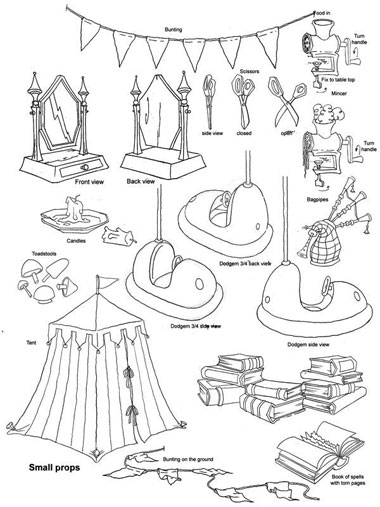 Food in
Bunting
Turn
handle
Scissors
Fix to table top
Mincer
side view
closed
open
Turn
handle
Front view
Back view
Bagpipes
Candles
Dodgem 3/4 back view
Toadstools
Dodgem 3/4 side view
Dodgem side view
Tent
Bunting on the ground
Small props
Book of spells
with torn pages